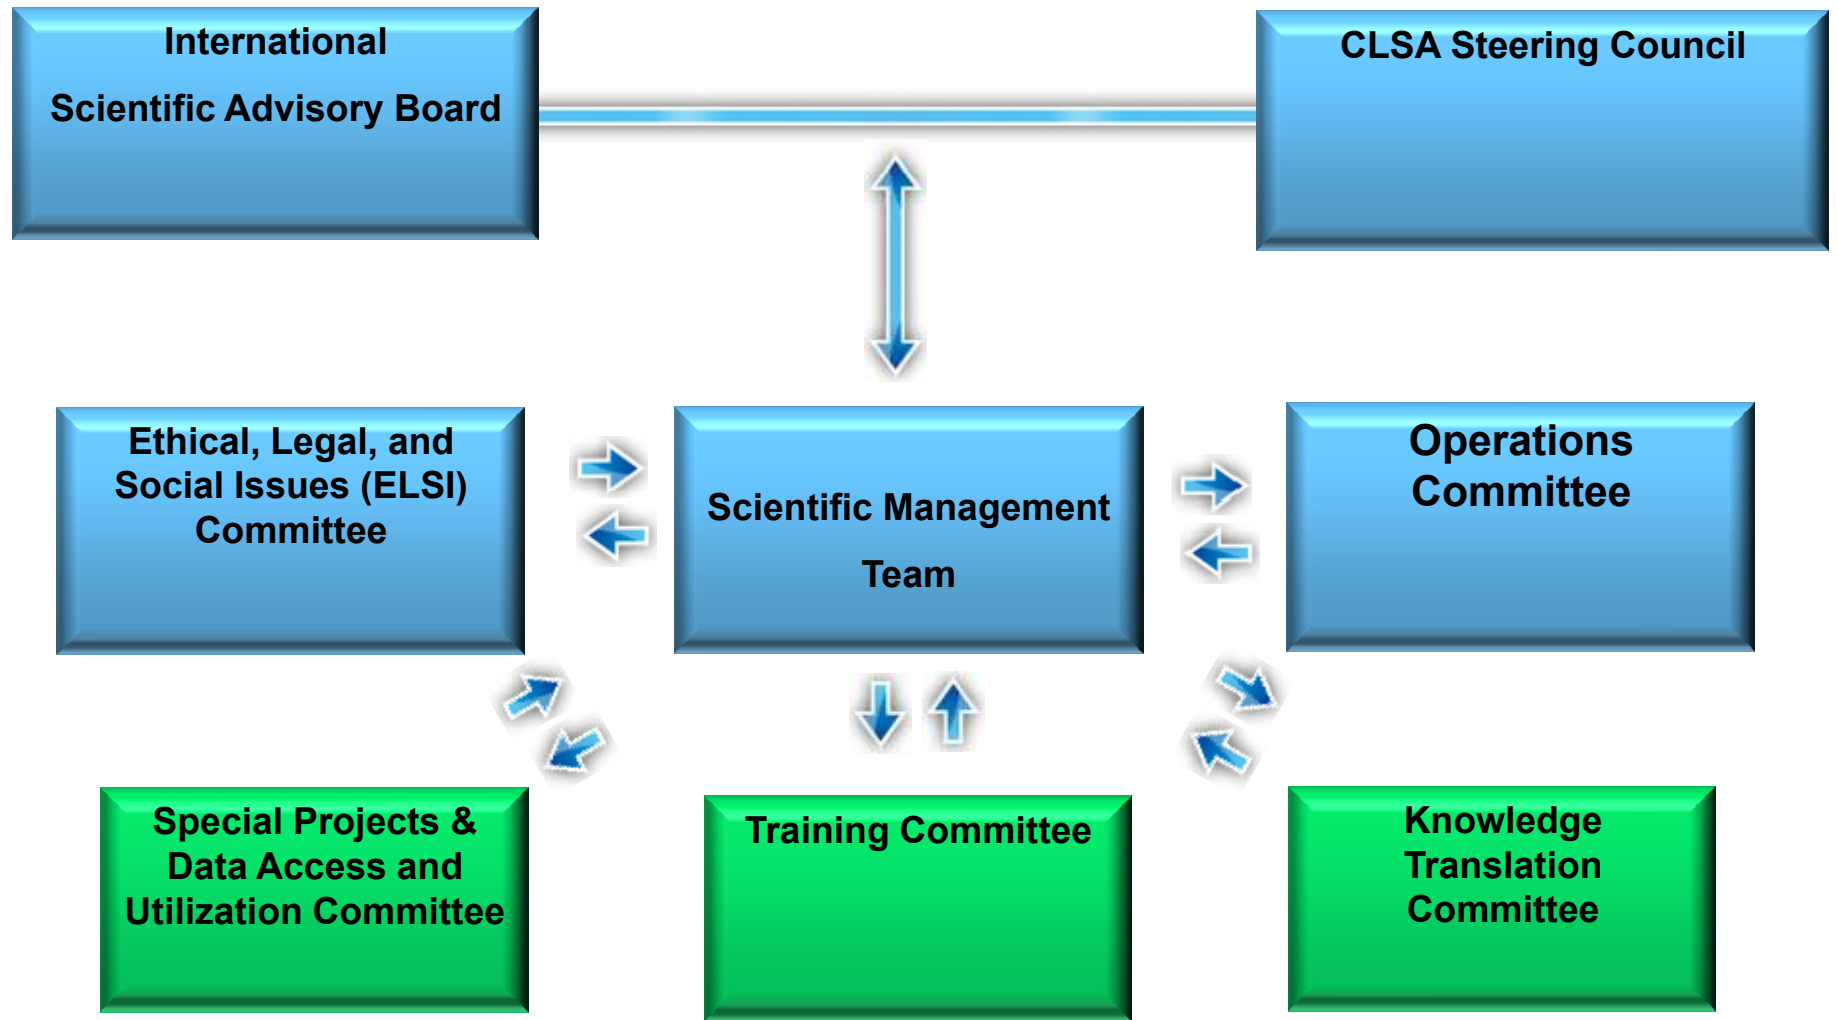 International
Scientific Advisory Board
CLSA Steering Council
Ethical, Legal, and
Social Issues (ELSI)
Committee
Scientific Management
Team
Operations
Committee
Special Projects &
Data Access and
Utilization Committee
Training Committee
Knowledge
Translation
Committee